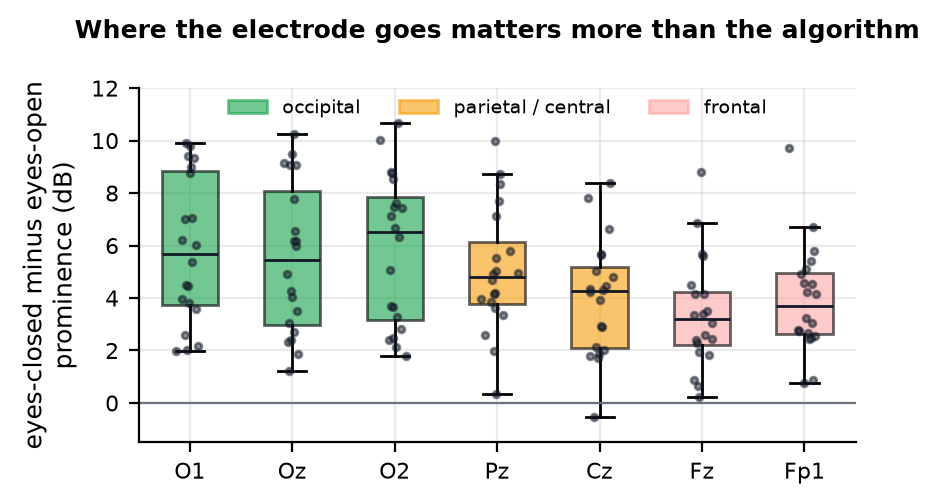 Where the electrode goes matters more than the algorithm
eyes-closed minus eyes-open
prominence (dB)
12
10
8
6
4
2
0
occipital
parietal / central
frontal
O1
Oz
O2
Pz
Cz
Fz
Fp1